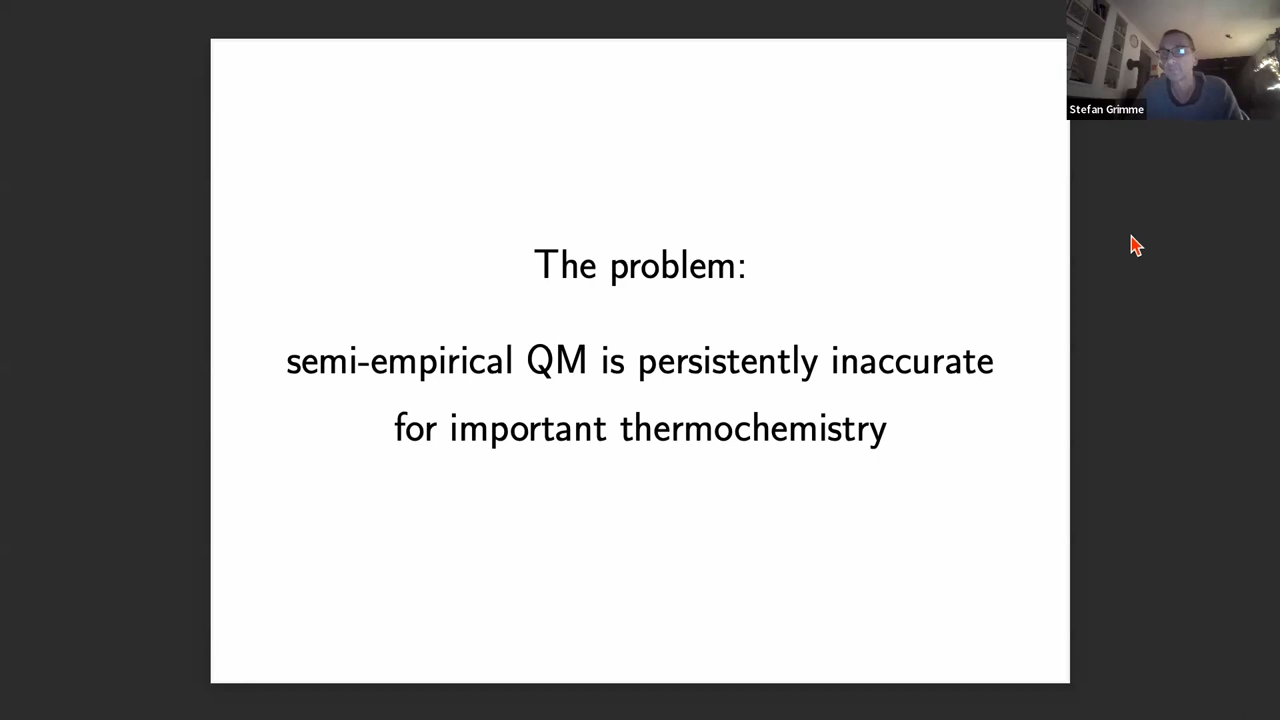 Stefan Grimme
The problem:
semi-empirical QM is persistently inaccurate
for important thermochemistry